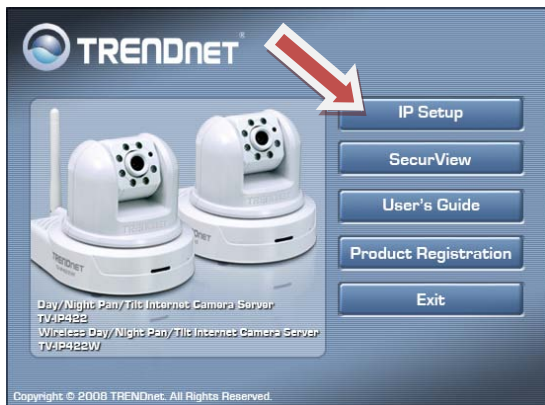 TRENDNET
IP Setup
SecurView
User's Guide
Product Registration
Exit
TRENDNET
Day/Night Pan/Tilt Internet Camera Server
TV-IP422
Wireless Day/Night Pan/Tilt Internet Camera Server
TV-IP422W
Copyright © 2008 TRENDnet. All Rights Reserved.